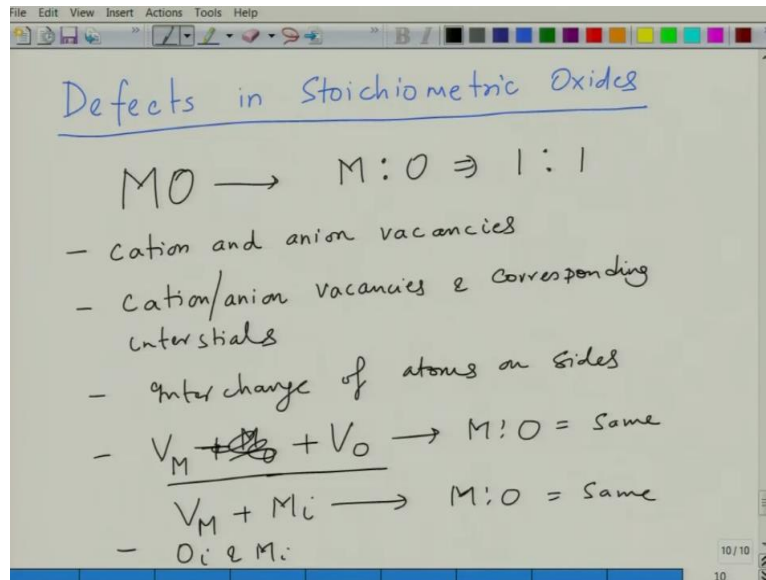 File Edit View Insert Actions Tools Help
Defects in Stoichiometric Oxides
MO → M : O ⇒ 1 : 1
- Cation and anion vacancies
- Cation/anion vacancies & corresponding
interstials
- Interchange of atoms on sides
- V_M + V_O → M : O = Same
V_M + M_i → M : O = Same
- O_i & M_i
10 / 10
10